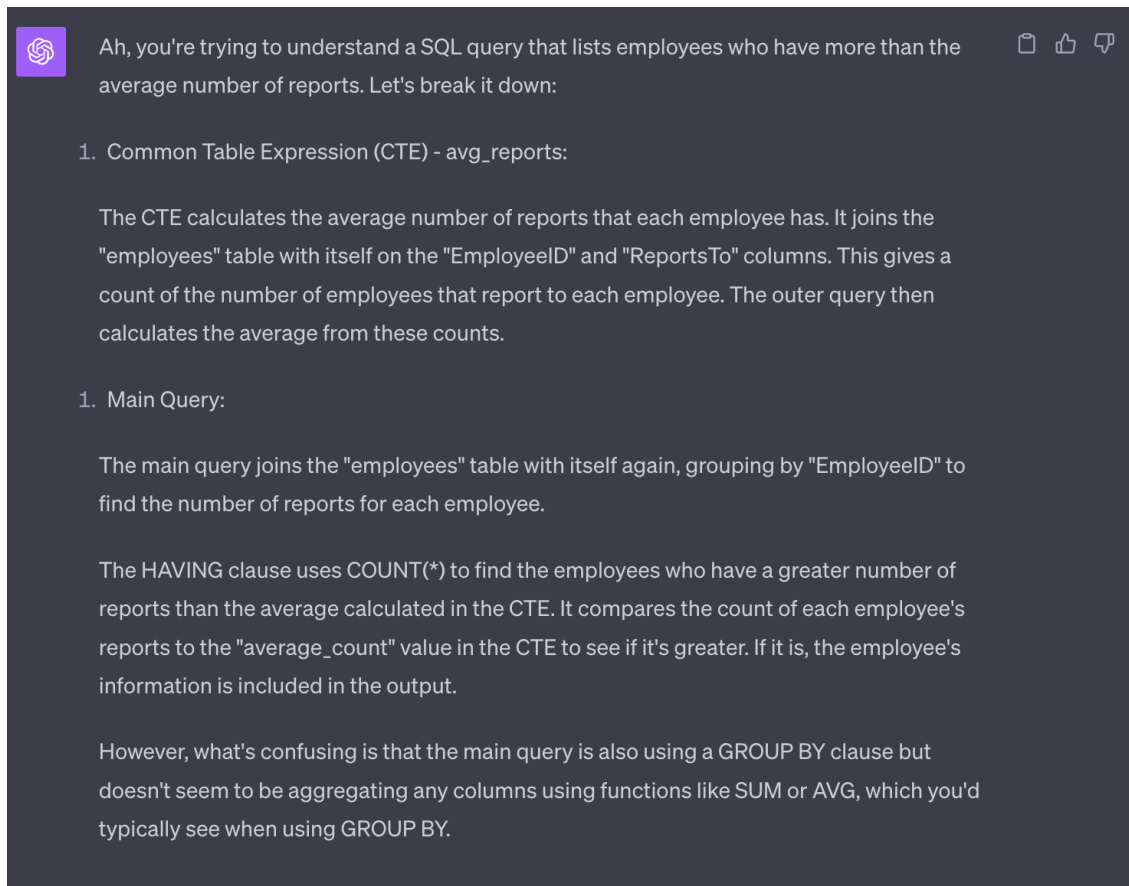 Ah, you're trying to understand a SQL query that lists employees who have more than the
average number of reports. Let's break it down:
1. Common Table Expression (CTE) - avg_reports:
The CTE calculates the average number of reports that each employee has. It joins the
"employees" table with itself on the "EmployeeID" and "ReportsTo" columns. This gives a
count of the number of employees that report to each employee. The outer query then
calculates the average from these counts.
1. Main Query:
The main query joins the "employees" table with itself again, grouping by "EmployeeID" to
find the number of reports for each employee.
The HAVING clause uses COUNT(*) to find the employees who have a greater number of
reports than the average calculated in the CTE. It compares the count of each employee's
reports to the "average_count" value in the CTE to see if it's greater. If it is, the employee's
information is included in the output.
However, what's confusing is that the main query is also using a GROUP BY clause but
doesn't seem to be aggregating any columns using functions like SUM or AVG, which you'd
typically see when using GROUP BY.